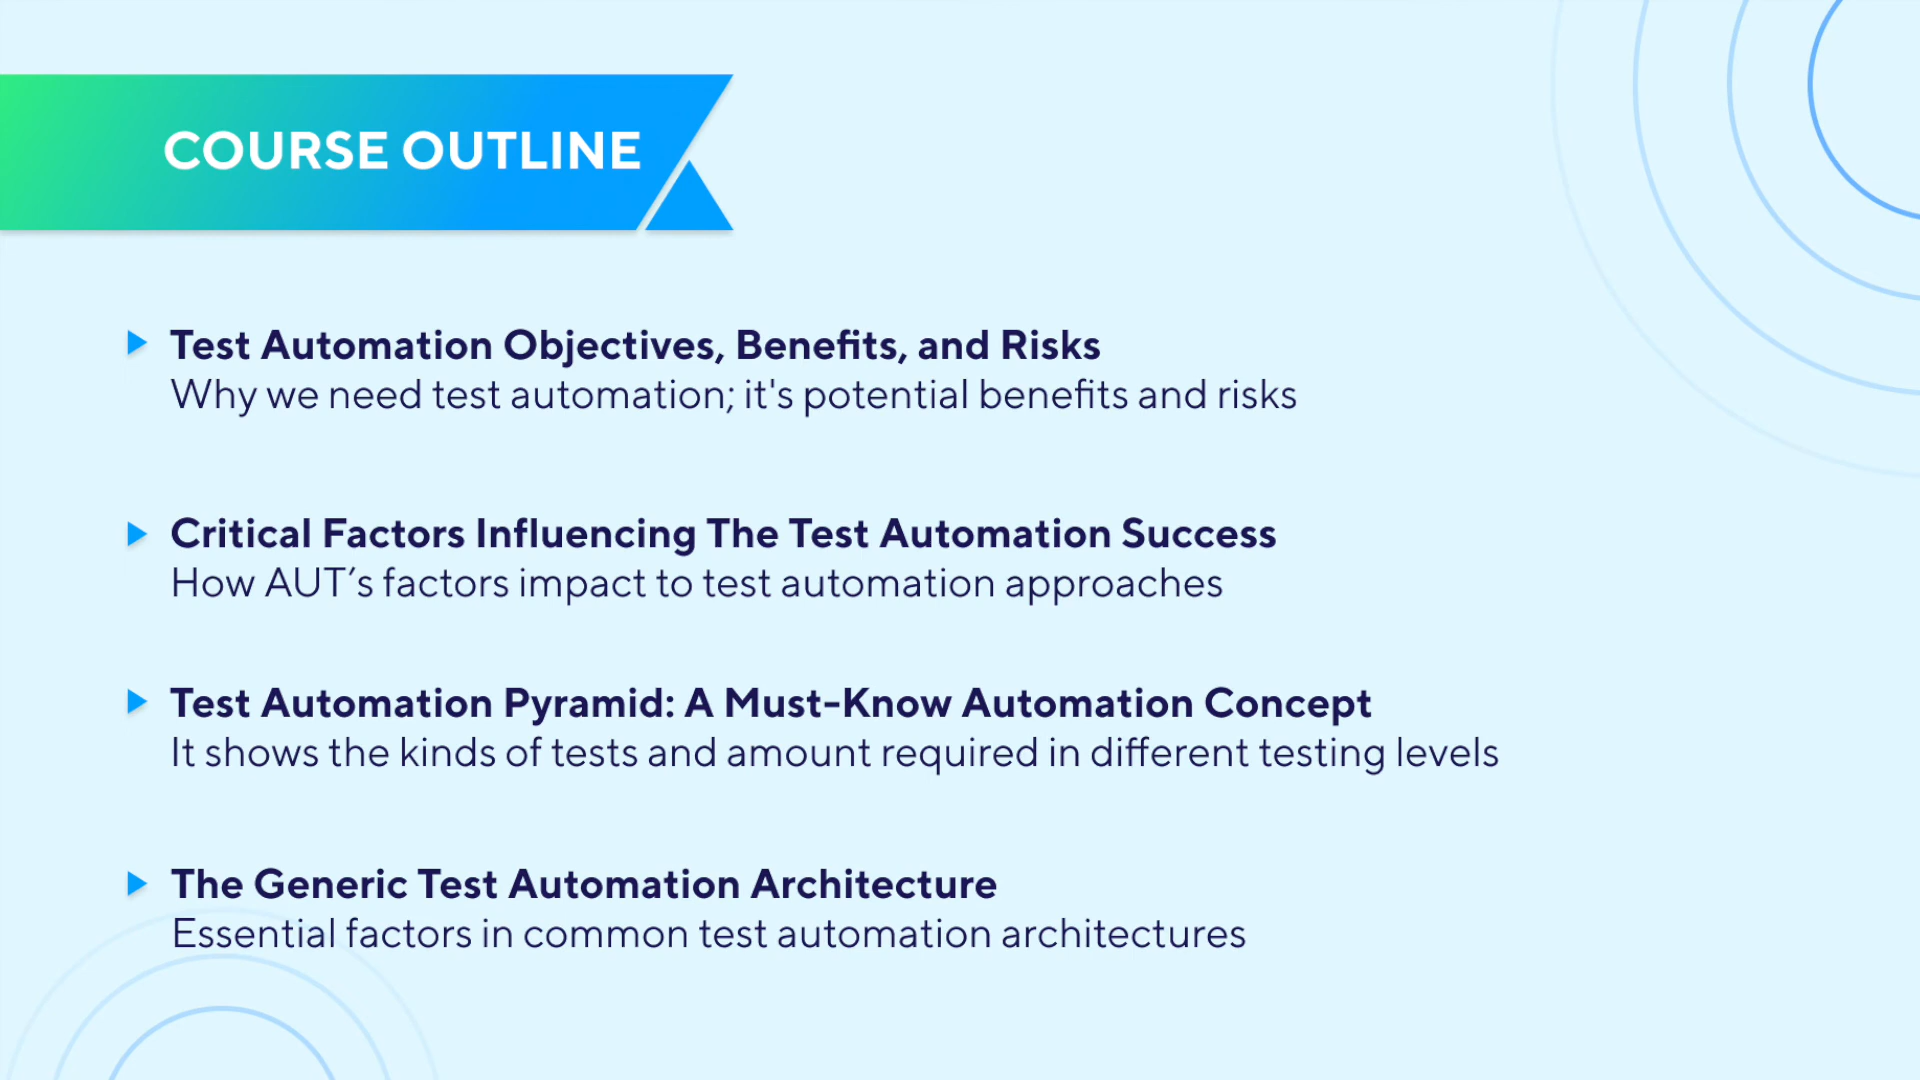 COURSE OUTLINE
Test Automation Objectives, Benefits, and Risks
Why we need test automation; it's potential benefits and risks
Critical Factors Influencing The Test Automation Success
How AUT’s factors impact to test automation approaches
Test Automation Pyramid: A Must-Know Automation Concept
It shows the kinds of tests and amount required in different testing levels
The Generic Test Automation Architecture
Essential factors in common test automation architectures